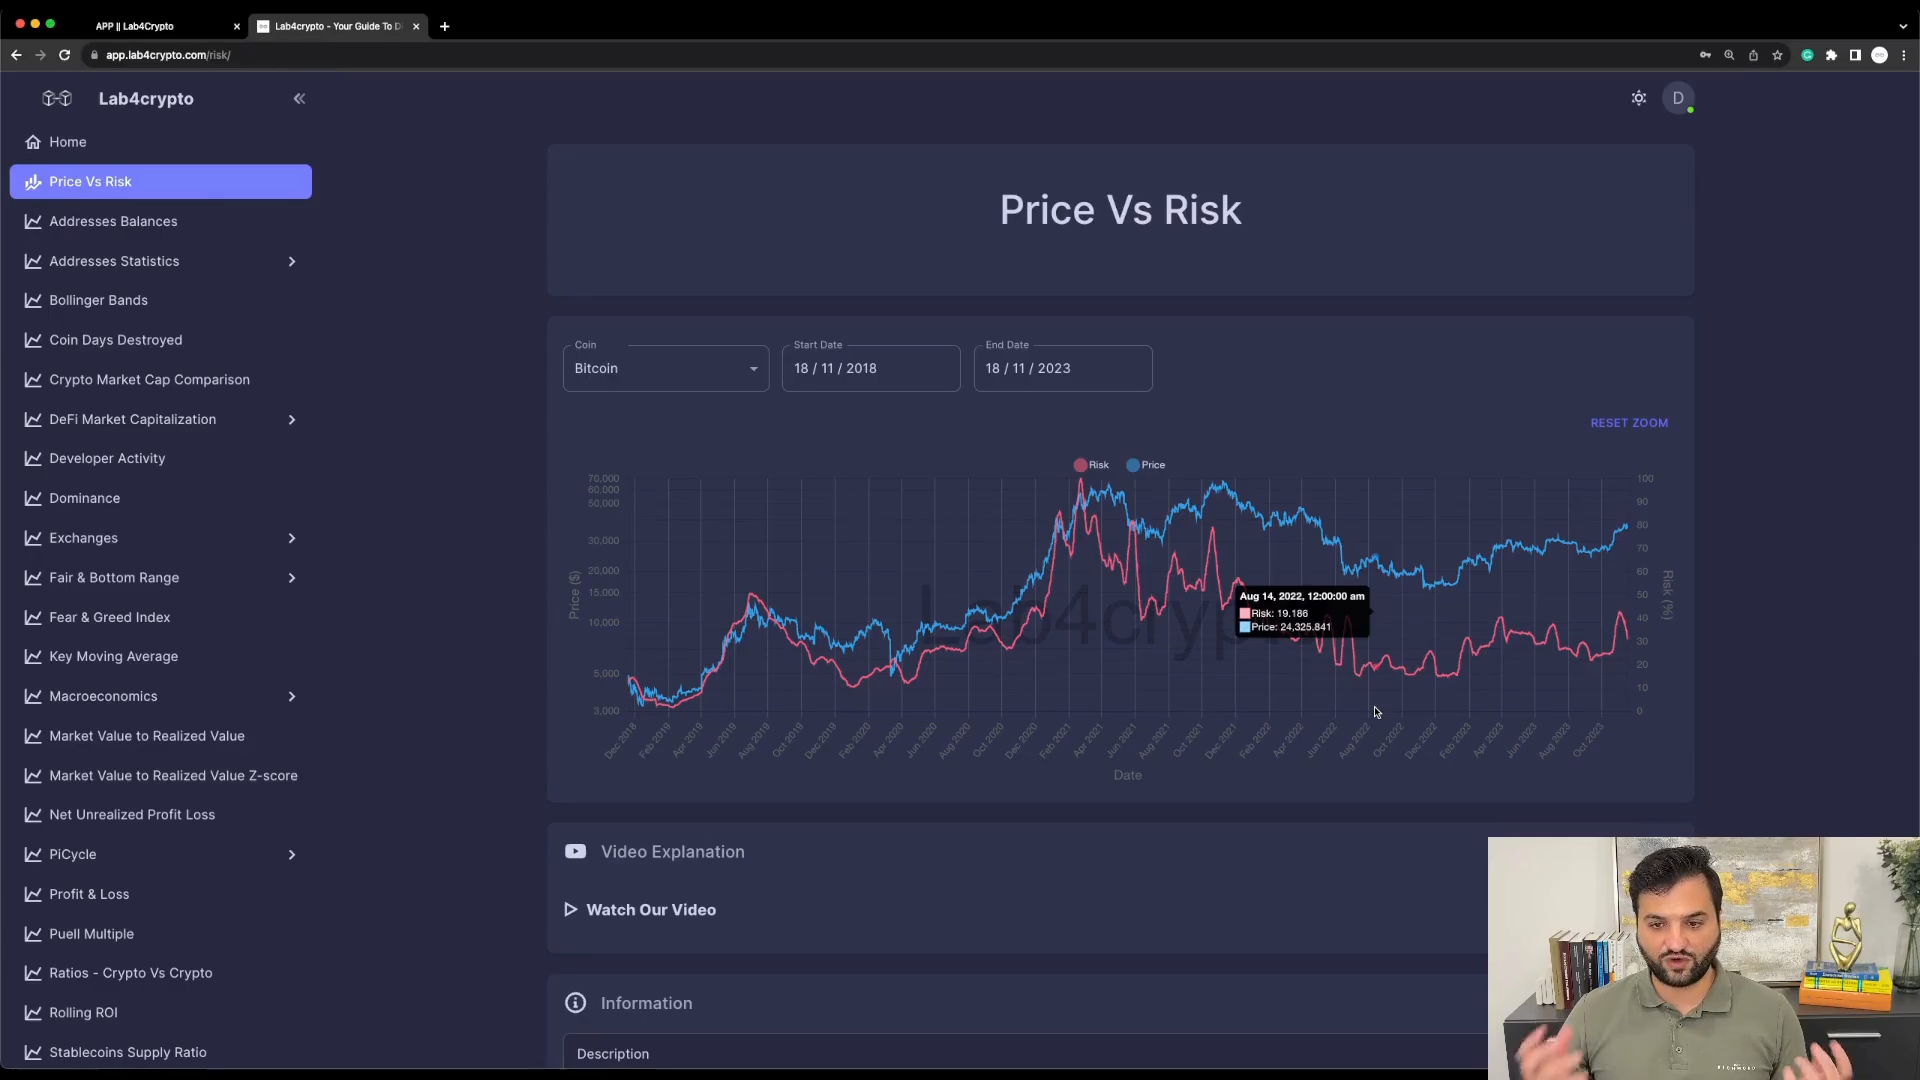 APP || Lab4Crypto
Lab4crypto - Your Guide To D
app.lab4crypto.com/risk/
Lab4crypto
D
Home
Price Vs Risk
Addresses Balances
Addresses Statistics
Bollinger Bands
Coin Days Destroyed
Crypto Market Cap Comparison
DeFi Market Capitalization
Developer Activity
Dominance
Exchanges
Fair & Bottom Range
Fear & Greed Index
Key Moving Average
Macroeconomics
Market Value to Realized Value
Market Value to Realized Value Z-score
Net Unrealized Profit Loss
PiCycle
Profit & Loss
Puell Multiple
Ratios - Crypto Vs Crypto
Rolling ROI
Stablecoins Supply Ratio
Price Vs Risk
Coin
Bitcoin
Start Date
18 / 11 / 2018
End Date
18 / 11 / 2023
RESET ZOOM
Risk
Price
70,000
60,000
50,000
30,000
20,000
15,000
10,000
5,000
3,000
Price ($)
100
90
80
70
60
50
40
30
20
10
0
Risk (%)
Lab4cryp
Aug 14, 2022, 12:00:00 am
Risk: 19.186
Price: 24,325.841
Dec 2018
Feb 2019
Apr 2019
Jun 2019
Aug 2019
Oct 2019
Dec 2019
Feb 2020
Apr 2020
Jun 2020
Aug 2020
Oct 2020
Dec 2020
Feb 2021
Apr 2021
Jun 2021
Aug 2021
Oct 2021
Dec 2021
Feb 2022
Apr 2022
Jun 2022
Aug 2022
Oct 2022
Dec 2022
Feb 2023
Apr 2023
Jun 2023
Aug 2023
Oct 2023
Date
Video Explanation
Watch Our Video
Information
Description